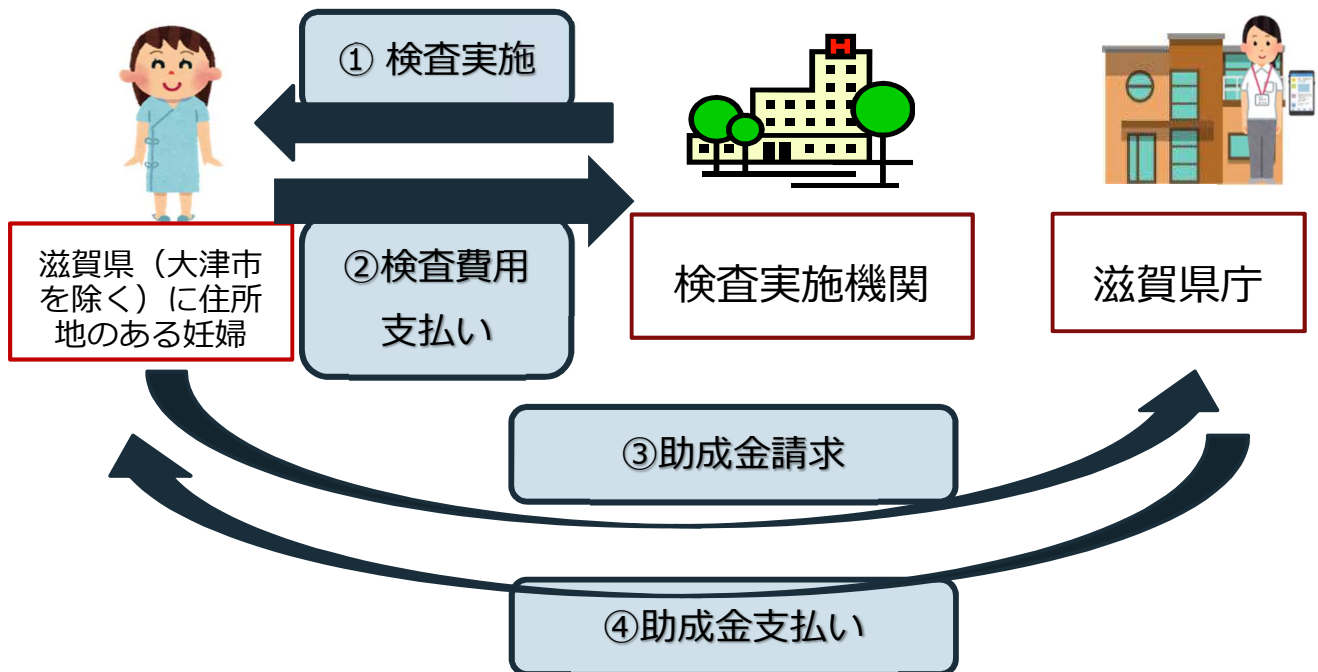 ① 検査実施
②検査費用
支払い
滋賀県（大津市
を除く）に住所
地のある妊婦
検査実施機関
滋賀県庁
③助成金請求
④助成金支払い
H